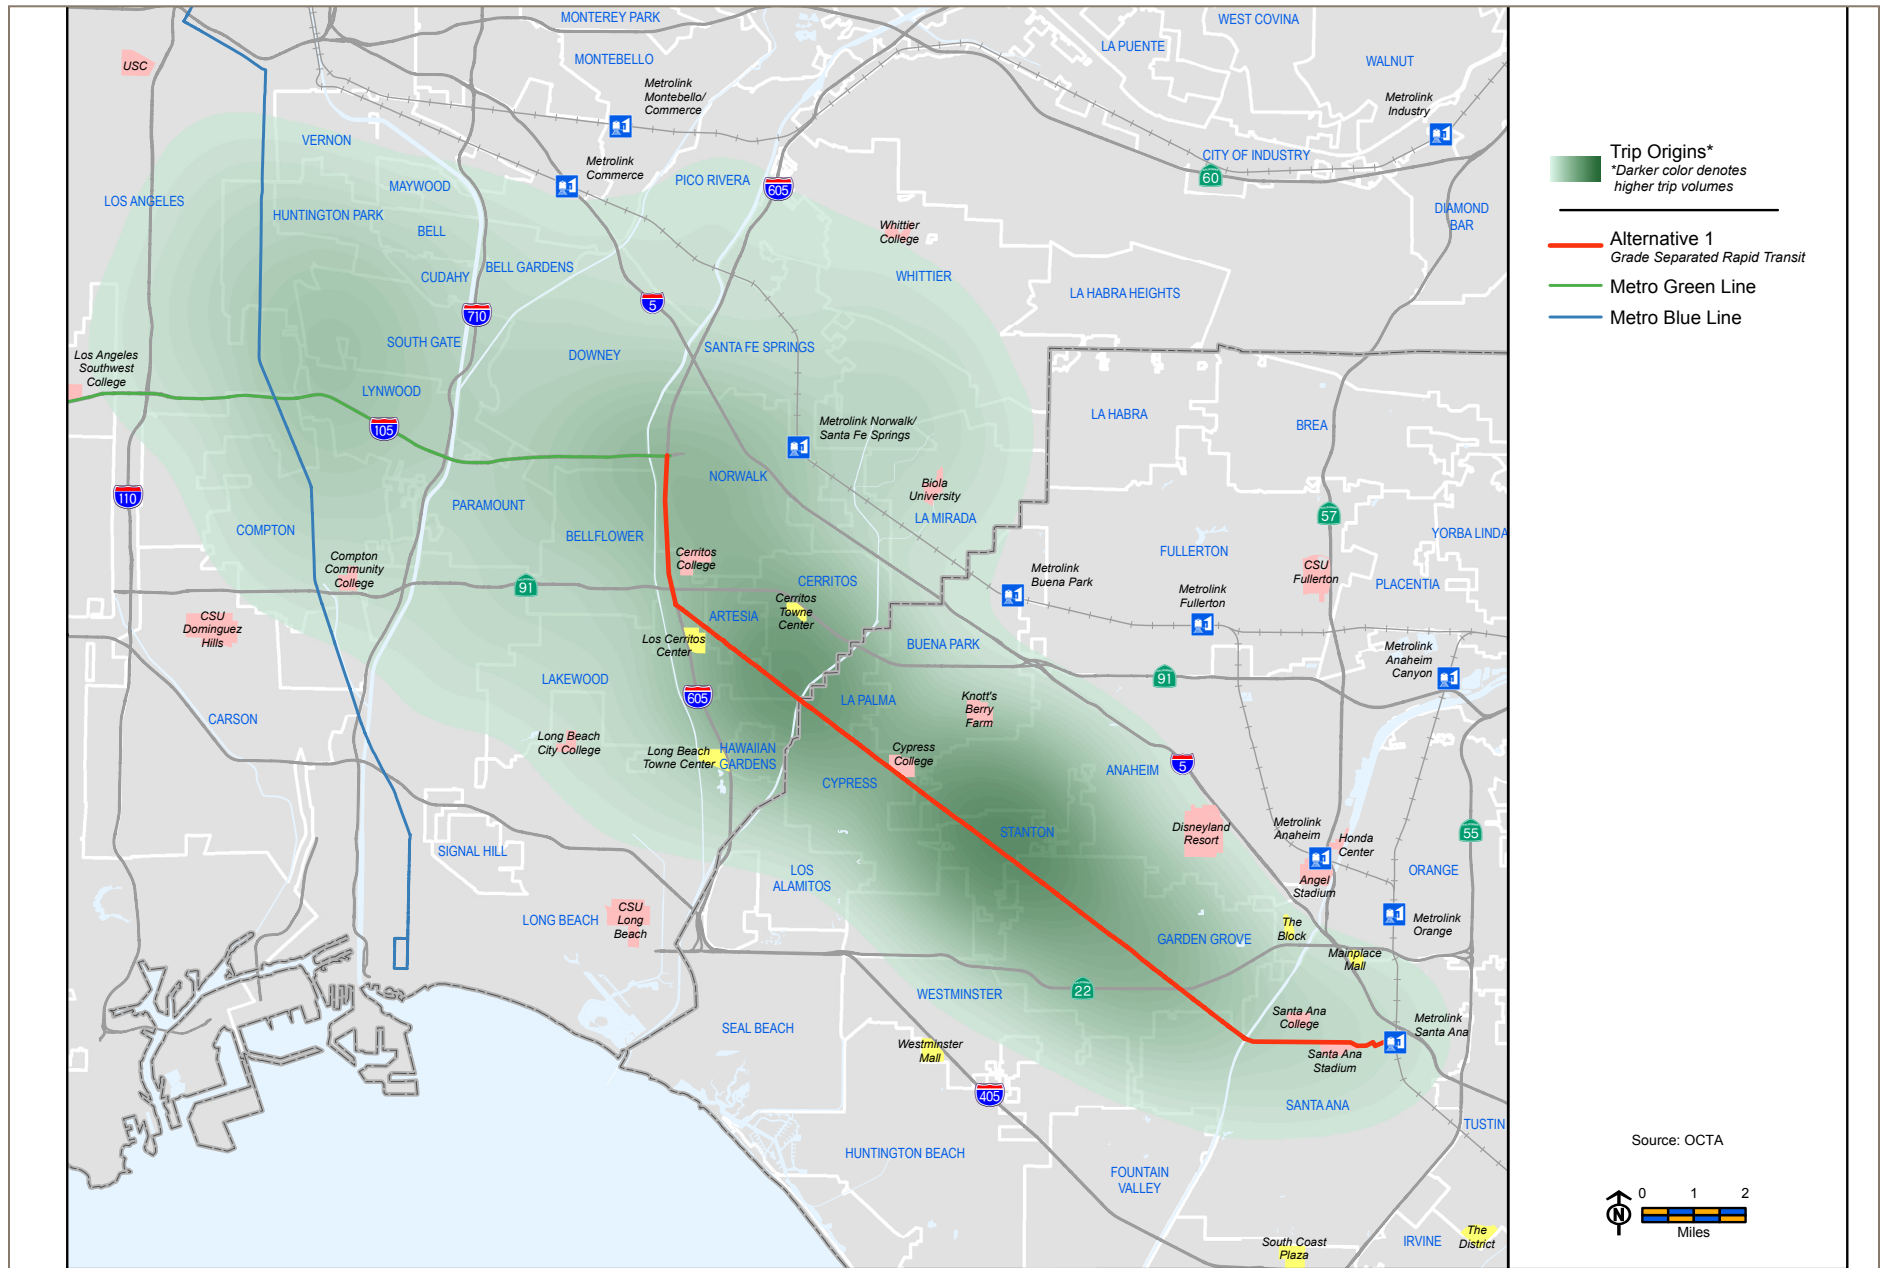 MONTEREY PARK
WEST COVINA
LA PUENTE
MONTEBELLO
WALNUT
USC
Metrolink
Montebello/
Commerce
Metrolink
Industry
VERNON
Metrolink
Commerce
CITY OF INDUSTRY
60
PICO RIVERA
605
MAYWOOD
LOS ANGELES
HUNTINGTON PARK
BELL
Whittier
College
DIAMOND
BAR
BELL GARDENS
CUDAHY
WHITTIER
LA HABRA HEIGHTS
5
710
SOUTH GATE
DOWNEY
SANTA FE SPRINGS
Los Angeles
Southwest
College
LYNWOOD
105
Metrolink Norwalk/
Santa Fe Springs
LA HABRA
BREA
NORWALK
Biola
University
LA MIRADA
110
PARAMOUNT
57
COMPTON
BELLFLOWER
YORBA LINDA
FULLERTON
Compton
Community
College
Cerritos
College
CERRITOS
Metrolink
Buena Park
CSU
Fullerton
PLACENTIA
91
Metrolink
Fullerton
Cerritos
Towne
Center
ARTESIA
CSU
Dominguez
Hills
Los Cerritos
Center
BUENA PARK
Metrolink
Anaheim
Canyon
91
LAKEWOOD
605
LA PALMA
Knott's
Berry
Farm
CARSON
Long Beach
City College
Long Beach
Towne Center
HAWAIIAN
GARDENS
Cypress
College
CYPRESS
ANAHEIM
5
STANTON
Disneyland
Resort
Metrolink
Anaheim
Honda
Center
55
SIGNAL HILL
LOS
ALAMITOS
Angel
Stadium
ORANGE
LONG BEACH
CSU
Long
Beach
The
Block
Metrolink
Orange
GARDEN GROVE
Mainplace
Mall
22
WESTMINSTER
SEAL BEACH
Santa Ana
College
Metrolink
Santa Ana
Westminster
Mall
Santa Ana
Stadium
405
SANTA ANA
TUSTIN
HUNTINGTON BEACH
FOUNTAIN
VALLEY
South Coast
Plaza
IRVINE
The
District
Trip Origins*
*Darker color denotes
higher trip volumes
Alternative 1
Grade Separated Rapid Transit
Metro Green Line
Metro Blue Line
Source: OCTA
N
0 1 2
Miles